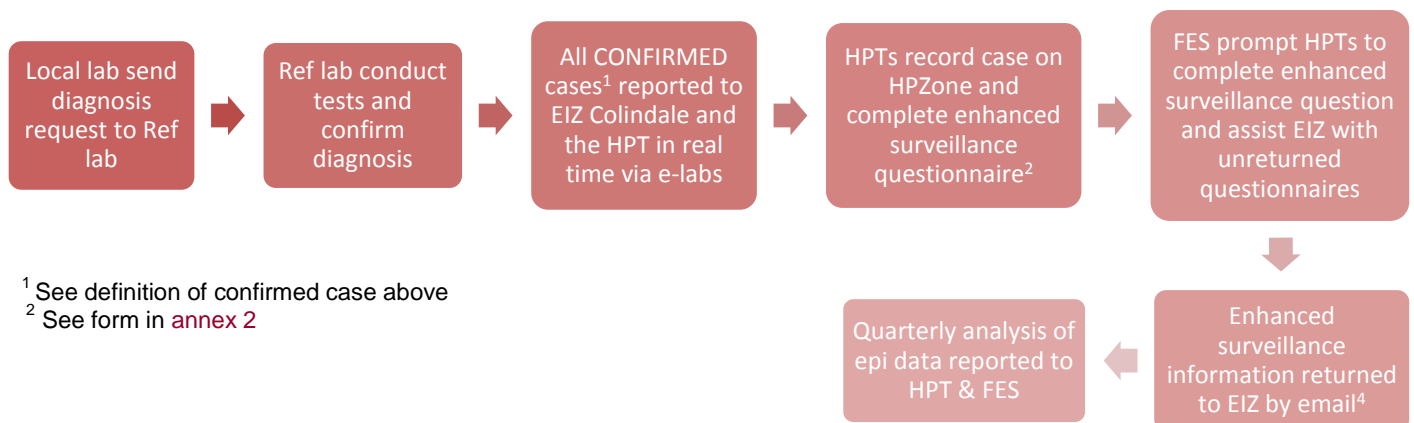 Local lab send
diagnosis
request to Ref
lab
Ref lab conduct
tests and
confirm
diagnosis
All CONFIRMED
cases1 reported to
EIZ Colindale and
the HPT in real
time via e-labs
HPTs record case on
HPZone and
complete enhanced
surveillance
questionnaire2
FES prompt HPTs to
complete enhanced
surveillance question
and assist EIZ with
unreturned
questionnaires
Enhanced
surveillance
information returned
to EIZ by email4
Quarterly analysis of
epi data reported to
HPT & FES
1 See definition of confirmed case above
2 See form in annex 2